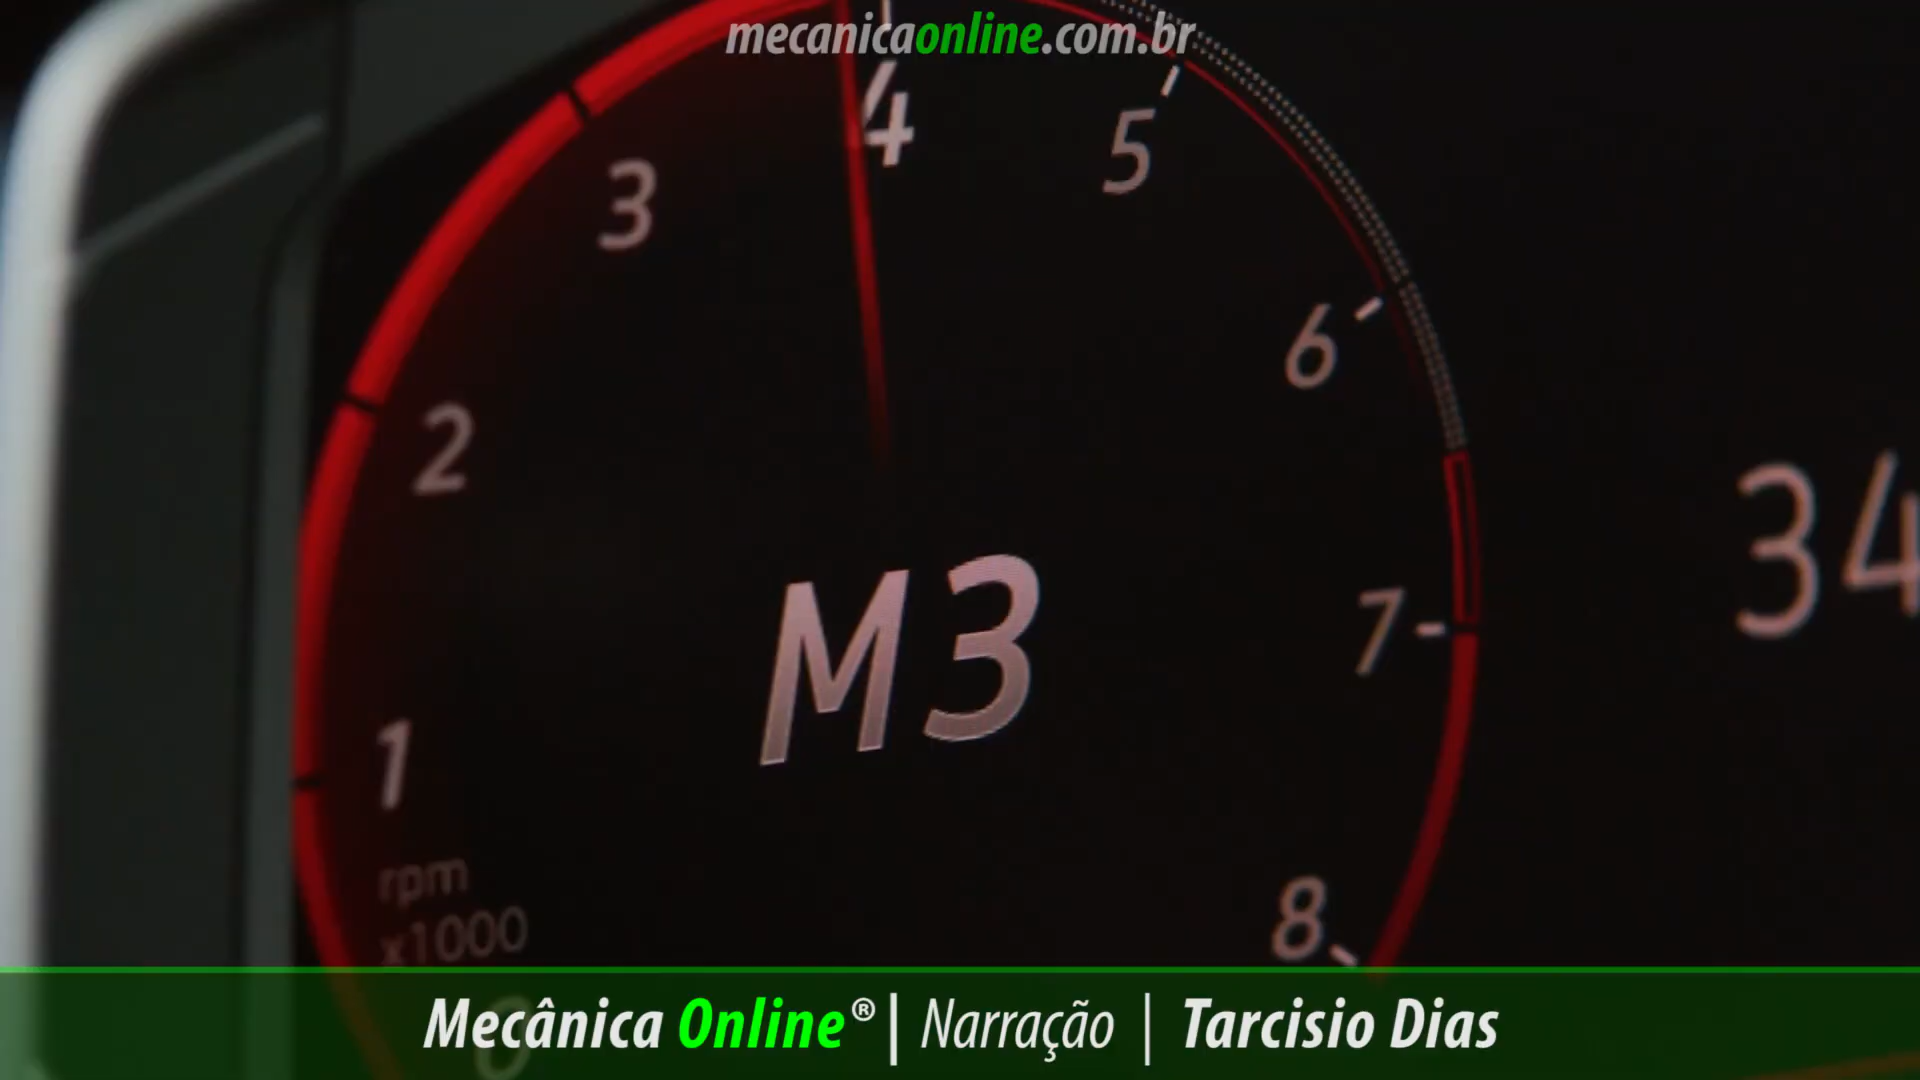 mecanicaonline.com.br
4
5
3
6
2
34
M3
7
1
rpm
x1000
8
0
Mecânica Online® | Narração | Tarcisio Dias